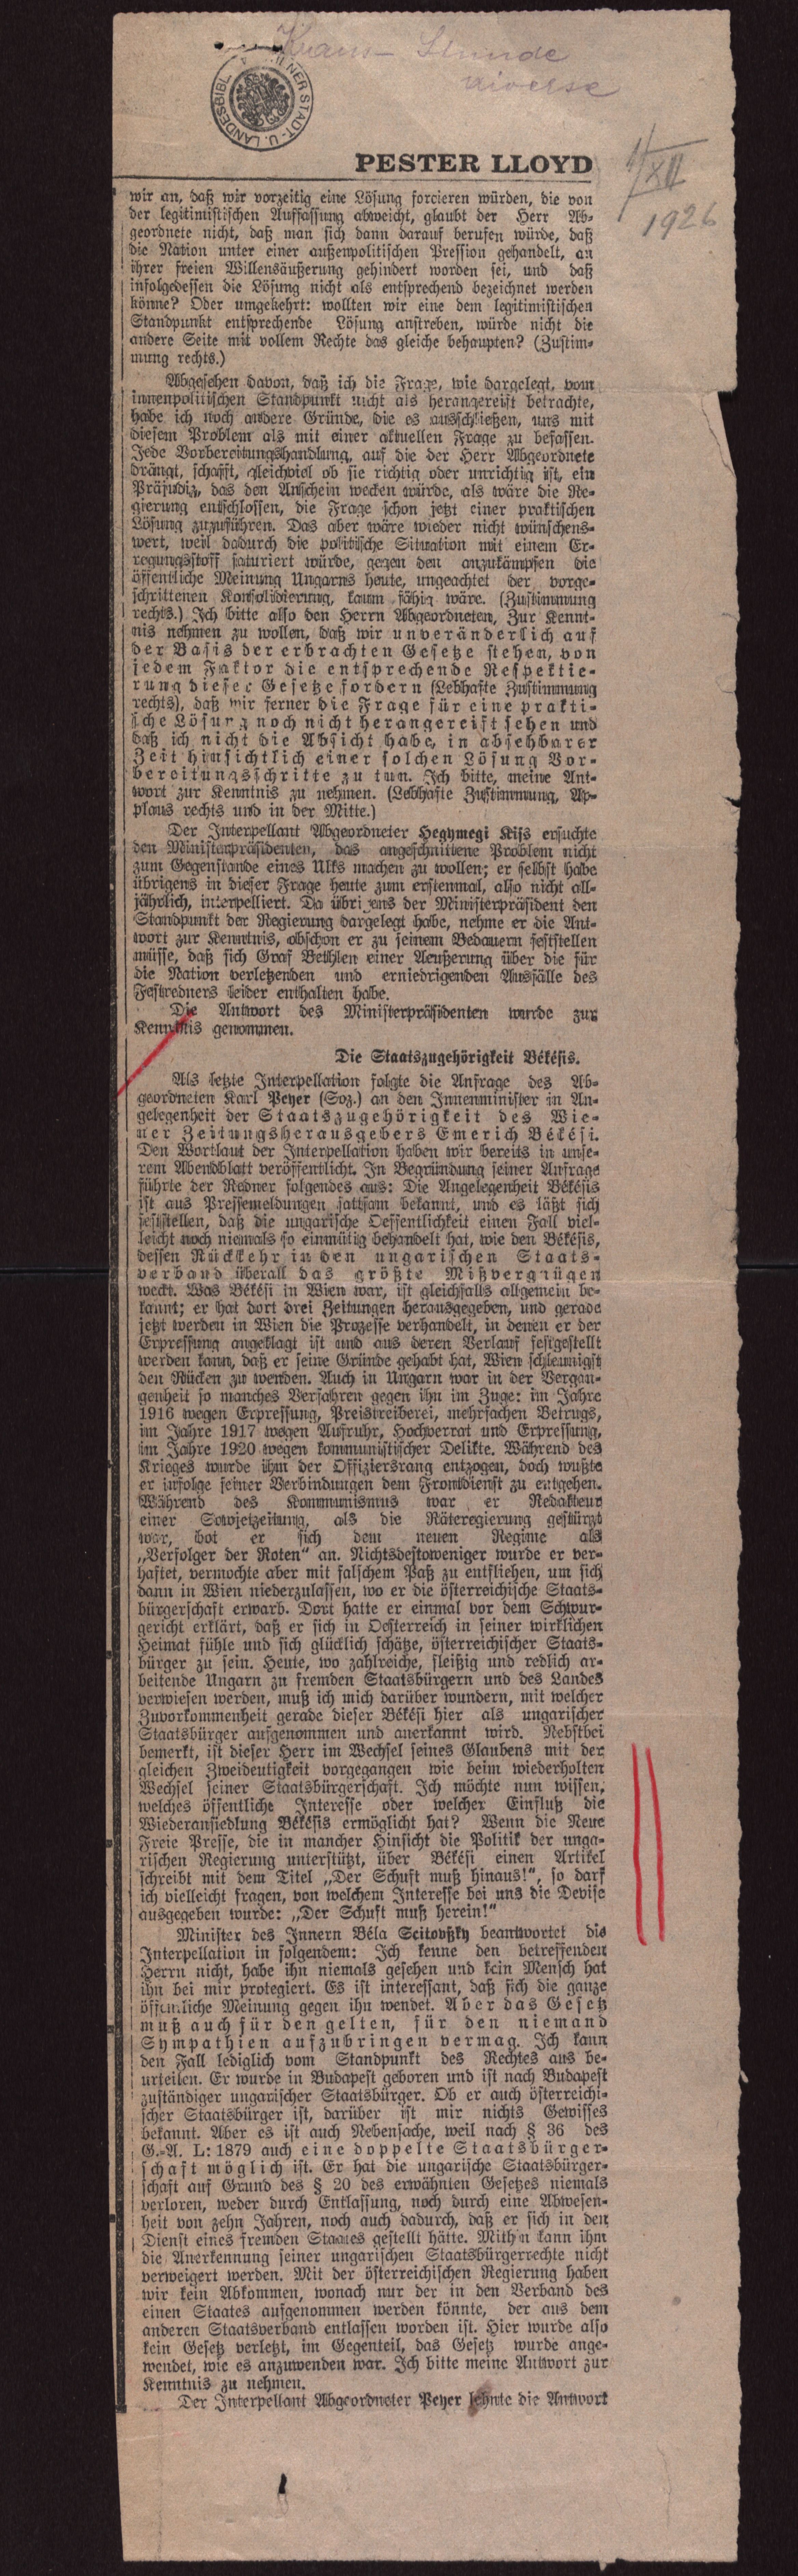 Kraus – Stunde
diverse
WIENER STADT- U. LANDESBIBL
PESTER LLOYD
1/XII
1926
wir an, daß wir vorzeitig eine Lösung forcieren würden, die von
der legitimistischen Auffassung abweicht, glaubt der Herr Ab-
geordnete nicht, daß man sich dann darauf berufen würde, daß
die Nation unter einer außenpolitischen Pression gehandelt, an
ihrer freien Willensäußerung gehindert worden sei, und daß
infolgedessen die Lösung nicht als entsprechend bezeichnet werden
könne? Oder umgekehrt: wollten wir eine dem legitimistischen
Standpunkt entsprechende Lösung anstreben, würde nicht die
andere Seite mit vollem Rechte das gleiche behaupten? (Zustim-
mung rechts.)
Abgesehen davon, daß ich die Frage, wie dargelegt, vom
innenpolitischen Standpunkt nicht als herangereift betrachte,
habe ich noch andere Gründe, die es ausschließen, uns mit
diesem Problem als mit einer aktuellen Frage zu befassen.
Jede Vorbereitungshandlung, auf die der Herr Abgeordnete
drängt, schafft, gleichviel ob sie richtig oder unrichtig ist, ein
Präjudiz, das den Anschein wecken würde, als wäre die Re-
gierung entschlossen, die Frage schon jetzt einer praktischen
Lösung zuzuführen. Das aber wäre wieder nicht wünschens-
wert, weil dadurch die politische Situation mit einem Er-
regungsstoff saturiert würde, gegen den anzukämpfen die
öffentliche Meinung Ungarns heute, ungeachtet der vorge-
schrittenen Konsolidierung, kaum fähig wäre. (Zustimmung
rechts.) Ich bitte also den Herrn Abgeordneten, Zur Kennt-
nis nehmen zu wollen, daß wir unveränderlich auf
der Basis der erbrachten Gesetze stehen, von
jedem Faktor die entsprechende Respektie-
rung dieser Gesetze fordern (Lebhafte Zustimmung
rechts), daß wir ferner die Frage für eine prakti-
sche Lösung noch nicht herangereift sehen und
daß ich nicht die Absicht habe, in absehbarer
Zeit hinsichtlich einer solchen Lösung Vor-
bereitungsschritte zu tun. Ich bitte, meine Ant-
wort zur Kenntnis zu nehmen. (Lebhafte Zustimmung, Ap-
plaus rechts und in der Mitte.)
Der Interpellant Abgeordneter Hegymegi Kiss ersuchte
den Ministerpräsidenten, das angeschnittene Problem nicht
zum Gegenstande eines Ulks machen zu wollen; er selbst habe
übrigens in dieser Frage heute zum erstenmal, also nicht all-
jährlich, interpelliert. Da übrigens der Ministerpräsident den
Standpunkt der Regierung dargelegt habe, nehme er die Ant-
wort zur Kenntnis, obschon er zu seinem Bedauern feststellen
müsse, daß sich Graf Bethlen einer Aeußerung über die für
die Nation verletzenden und erniedrigenden Ausfälle des
Festredners leider enthalten habe.
Die Antwort des Ministerpräsidenten wurde zur
Kenntnis genommen.
Die Staatszugehörigkeit Békésis.
Als letzte Interpellation folgte die Anfrage des Ab-
geordneten Karl Peyer (Soz.) an den Innenminister in An-
gelegenheit der Staatszugehörigkeit des Wie-
ner Zeitungsherausgebers Emerich Békési.
Den Wortlaut der Interpellation haben wir bereits in unse-
rem Abendblatt veröffentlicht. In Begründung seiner Anfrage
führte der Redner folgendes aus: Die Angelegenheit Békésis
ist aus Pressemeldungen sattsam bekannt, und es läßt sich
feststellen, daß die ungarische Oeffentlichkeit einen Fall viel-
leicht noch niemals so einmütig behandelt hat, wie den Békésis,
dessen Rückkehr in den ungarischen Staats-
verband überall das größte Mißvergnügen
weckt. Was Békési in Wien war, ist gleichfalls allgemein be-
kannt; er hat dort drei Zeitungen herausgegeben, und gerade
jetzt werden in Wien die Prozesse verhandelt, in denen er der
Erpressung angeklagt ist und aus deren Verlauf festgestellt
werden kann, daß er seine Gründe gehabt hat, Wien schleunigst
den Rücken zu wenden. Auch in Ungarn war in der Vergan-
genheit so manches Verfahren gegen ihn im Zuge: im Jahre
1916 wegen Erpressung, Preistreiberei, mehrfachen Betrugs,
im Jahre 1917 wegen Aufruhr, Hochverrat und Erpressung,
im Jahre 1920 wegen kommunistischer Delikte. Während des
Krieges wurde ihm der Offiziersrang entzogen, doch wußte
er infolge seiner Verbindungen dem Frontdienst zu entgehen.
Während des Kommunismus war er Redakteur
einer Sowjetzeitung, als die Räteregierung gestürzt
war, bot er sich dem neuen Regime als
„Verfolger der Roten“ an. Nichtsdestoweniger wurde er ver-
haftet, vermochte aber mit falschem Paß zu entfliehen, um sich
dann in Wien niederzulassen, wo er die österreichische Staats-
bürgerschaft erwarb. Dort hatte er einmal vor dem Schwur-
gericht erklärt, daß er sich in Oesterreich in seiner wirklichen
Heimat fühle und sich glücklich schätze, österreichischer Staats-
bürger zu sein. Heute, wo zahlreiche, fleißig und redlich ar-
beitende Ungarn zu fremden Staatsbürgern und des Landes
verwiesen werden, muß ich mich darüber wundern, mit welcher
Zuvorkommenheit gerade dieser Békési hier als ungarischer
Staatsbürger aufgenommen und anerkannt wird. Nebstbei
bemerkt, ist dieser Herr im Wechsel seines Glaubens mit der
gleichen Zweideutigkeit vorgegangen wie beim wiederholten
Wechsel seiner Staatsbürgerschaft. Ich möchte nun wissen,
welches öffentliche Interesse oder welcher Einfluß die
Wiederansiedlung Békésis ermöglicht hat? Wenn die Neue
Freie Presse, die in mancher Hinsicht die Politik der unga-
rischen Regierung unterstützt, über Békési einen Artikel
schreibt mit dem Titel „Der Schuft muß hinaus!“, so darf
ich vielleicht fragen, von welchem Interesse bei uns die Devise
ausgegeben wurde: „Der Schuft muß herein!“
Minister des Innern Béla Scitovßky beantwortet die
Interpellation in folgendem: Ich kenne den betreffenden
Herrn nicht, habe ihn niemals gesehen und kein Mensch hat
ihn bei mir protegiert. Es ist interessant, daß sich die ganze
öffentliche Meinung gegen ihn wendet. Aber das Gesetz
muß auch für den gelten, für den niemand
Sympathien aufzubringen vermag. Ich kann
den Fall lediglich vom Standpunkt des Rechtes aus be-
urteilen. Er wurde in Budapest geboren und ist nach Budapest
zuständiger ungarischer Staatsbürger. Ob er auch österreichi-
scher Staatsbürger ist, darüber ist mir nichts Gewisses
bekannt. Aber es ist auch Nebensache, weil nach § 36 des
G.-A. L: 1879 auch eine doppelte Staatsbürger-
schaft möglich ist. Er hat die ungarische Staatsbürger-
schaft auf Grund des § 20 des erwähnten Gesetzes niemals
verloren, weder durch Entlassung, noch durch eine Abwesen-
heit von zehn Jahren, noch auch dadurch, daß er sich in den
Dienst eines fremden Staates gestellt hätte. Mithin kann ihm
die Anerkennung seiner ungarischen Staatsbürgerrechte nicht
verweigert werden. Mit der österreichischen Regierung haben
wir kein Abkommen, wonach nur der in den Verband des
einen Staates aufgenommen werden könnte, der aus dem
anderen Staatsverband entlassen worden ist. Hier wurde also
kein Gesetz verletzt, im Gegenteil, das Gesetz wurde ange-
wendet, wie es anzuwenden war. Ich bitte meine Antwort zur
Kenntnis zu nehmen.
Der Interpellant Abgeordneter Peyer lehnte die Antwort